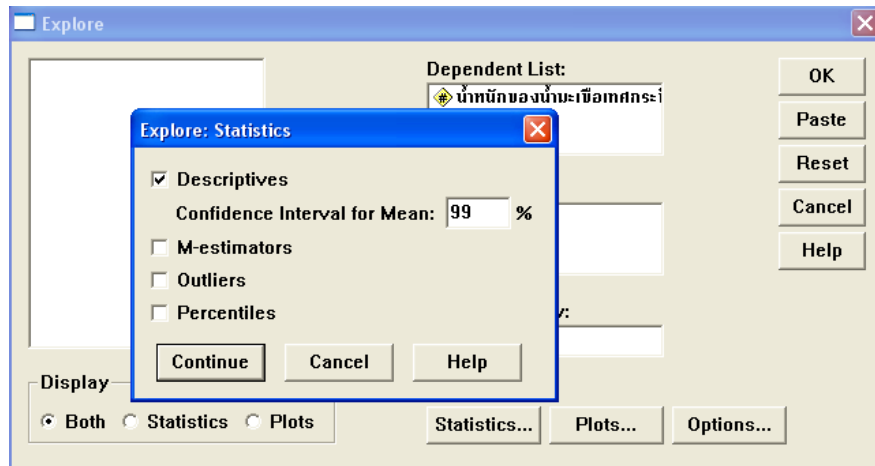 Explore
Dependent List:
น้ำหนักของน้ำมะเขือเทศกระป๋
OK
Paste
Reset
Cancel
Help
Explore: Statistics
Descriptives
Confidence Interval for Mean: 99 %
M-estimators
Outliers
Percentiles
Continue
Cancel
Help
Display
Both
Statistics
Plots
Statistics...
Plots...
Options...